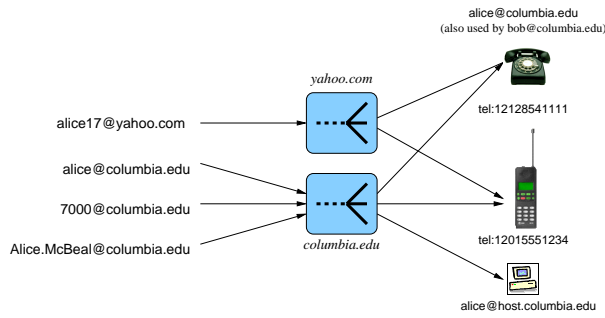 alice@columbia.edu
(also used by bob@columbia.edu)
yahoo.com
tel:12128541111
alice17@yahoo.com
alice@columbia.edu
7000@columbia.edu
Alice.McBeal@columbia.edu
columbia.edu
tel:12015551234
alice@host.columbia.edu